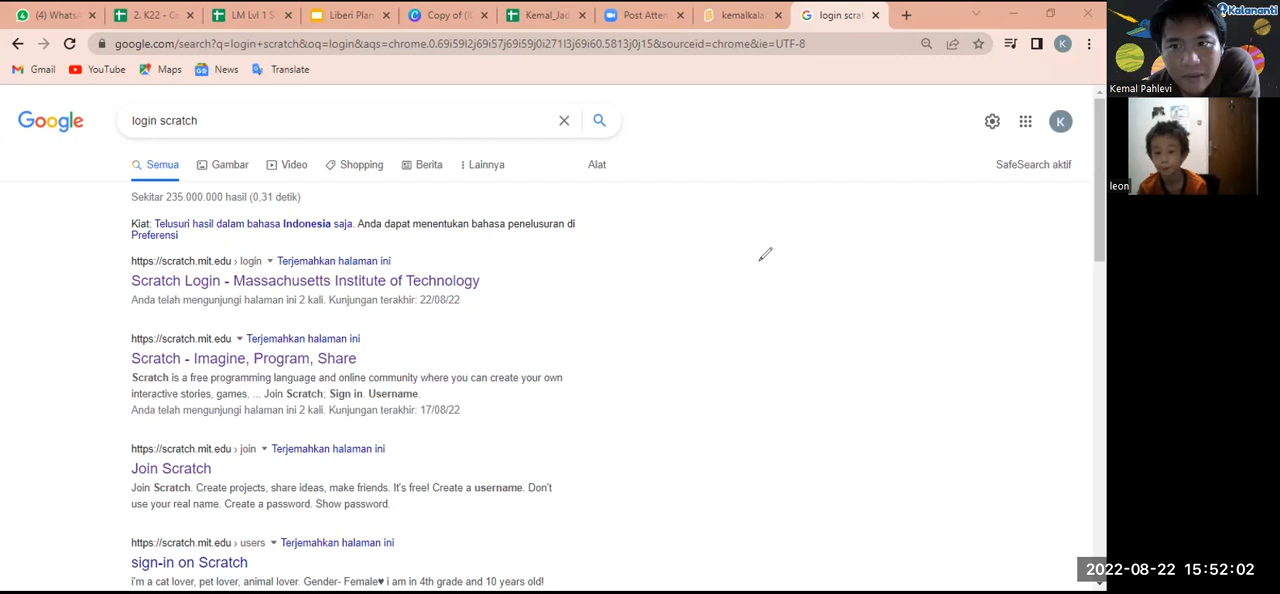 (4) Whats
2. K22 - C
LM Lvl 1 S
Liberi Plan
Copy of (I
Kemal_Jad
Post Atten
kemalkala
login scrat
google.com/search?q=login+scratch&oq=login&aqs=chrome.0.69i59l2j69i57j69i59j0i271l3j69i60.5813j0j15&sourceid=chrome&ie=UTF-8
K
Gmail
YouTube
Maps
News
Translate
Google
login scratch
K
Semua
Gambar
Video
Shopping
Berita
Lainnya
Alat
SafeSearch aktif
Sekitar 235.000.000 hasil (0,31 detik)
Kiat: Telusuri hasil dalam bahasa Indonesia saja. Anda dapat menentukan bahasa penelusuran di
Preferensi
https://scratch.mit.edu › login Terjemahkan halaman ini
Scratch Login - Massachusetts Institute of Technology
Anda telah mengunjungi halaman ini 2 kali. Kunjungan terakhir: 22/08/22
https://scratch.mit.edu Terjemahkan halaman ini
Scratch - Imagine, Program, Share
Scratch is a free programming language and online community where you can create your own
interactive stories, games, ... Join Scratch; Sign in. Username.
Anda telah mengunjungi halaman ini 2 kali. Kunjungan terakhir: 17/08/22
https://scratch.mit.edu › join Terjemahkan halaman ini
Join Scratch
Join Scratch. Create projects, share ideas, make friends. It's free! Create a username. Don't
use your real name. Create a password. Show password.
https://scratch.mit.edu › users Terjemahkan halaman ini
sign-in on Scratch
i'm a cat lover, pet lover, animal lover. Gender- Female♥ i am in 4th grade and 10 years old!
Kalananti
Kemal Pahlevi
leon
2022-08-22 15:52:02